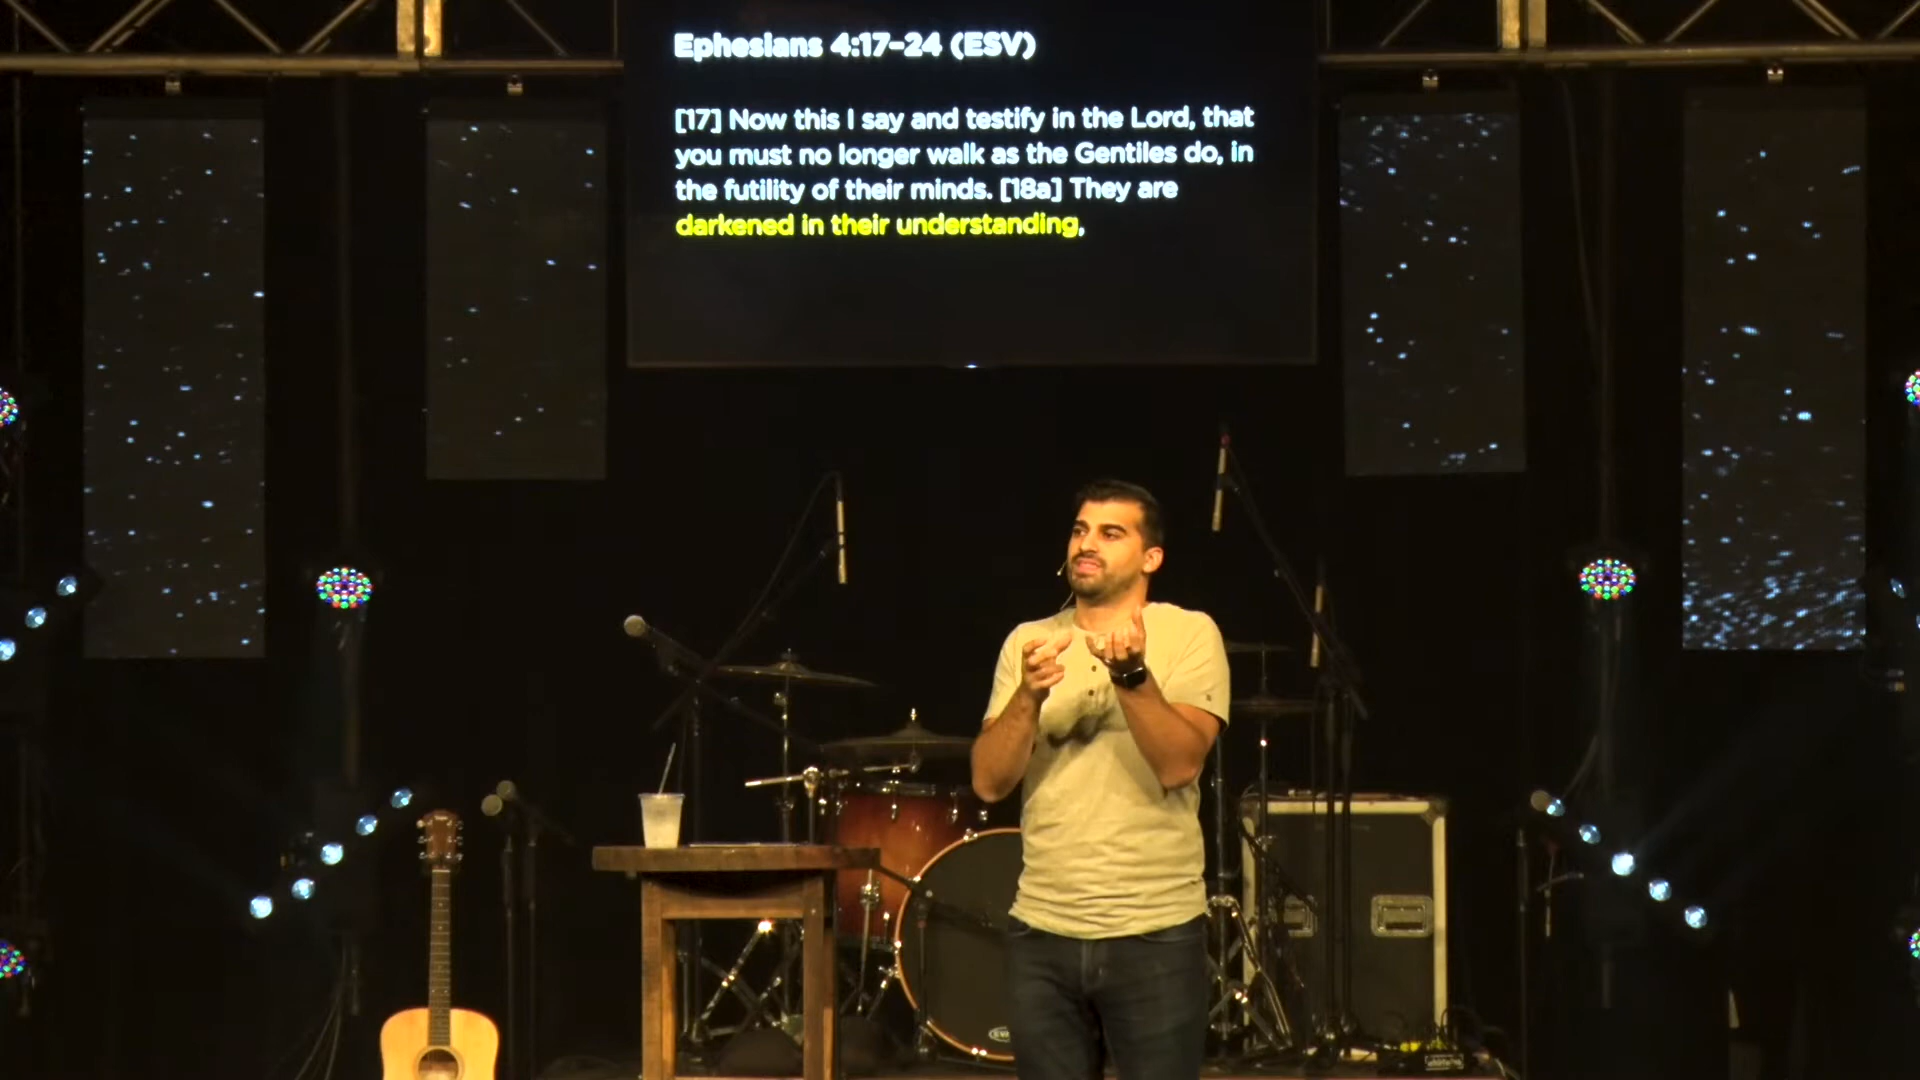 Ephesians 4:17-24 (ESV)
[17] Now this I say and testify in the Lord, that
you must no longer walk as the Gentiles do, in
the futility of their minds. [18a] They are
darkened in their understanding,